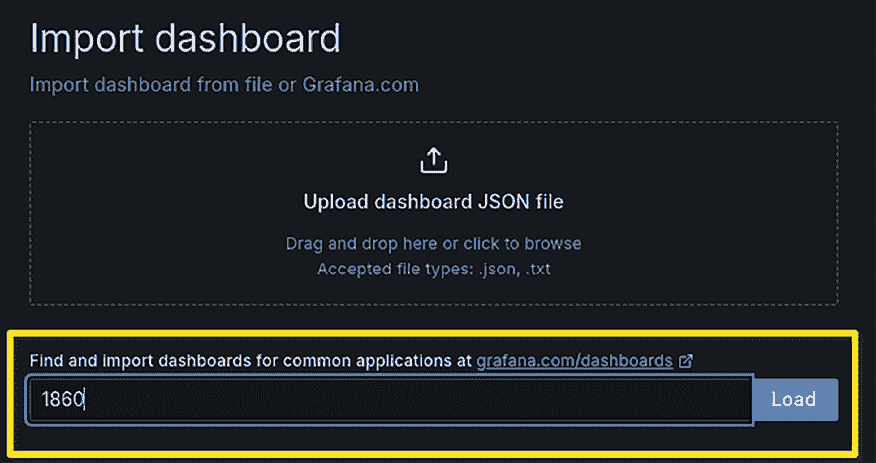 Import dashboard
Import dashboard from file or Grafana.com
Upload dashboard JSON file
Drag and drop here or click to browse
Accepted file types: .json, .txt
Find and import dashboards for common applications at grafana.com/dashboards
1860
Load